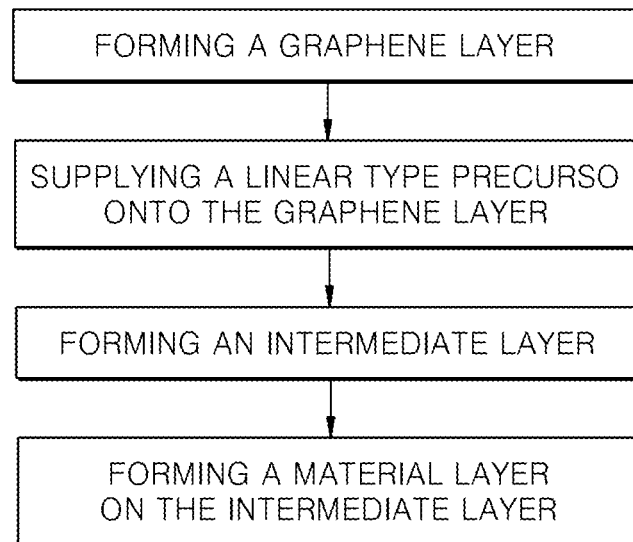 FORMING A GRAPHENE LAYER
SUPPLYING A LINEAR TYPE PRECURSO
ONTO THE GRAPHENE LAYER
FORMING AN INTERMEDIATE LAYER
FORMING A MATERIAL LAYER
ON THE INTERMEDIATE LAYER